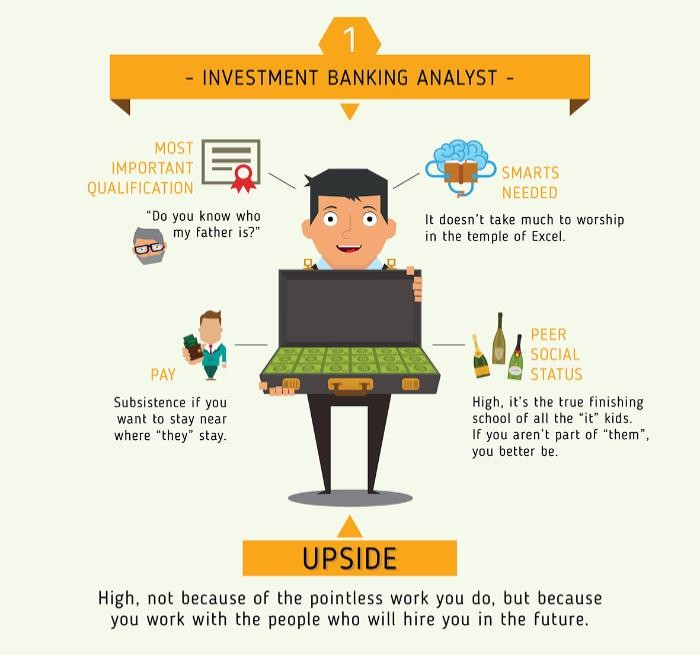 1
- INVESTMENT BANKING ANALYST -
MOST
IMPORTANT
QUALIFICATION
"Do you know who
my father is?"
SMARTS
NEEDED
It doesn't take much to worship
in the temple of Excel.
PAY
Subsistence if you
want to stay near
where "they" stay.
PEER
SOCIAL
STATUS
High, it's the true finishing
school of all the "it" kids.
If you aren't part of "them",
you better be.
UPSIDE
High, not because of the pointless work you do, but because
you work with the people who will hire you in the future.